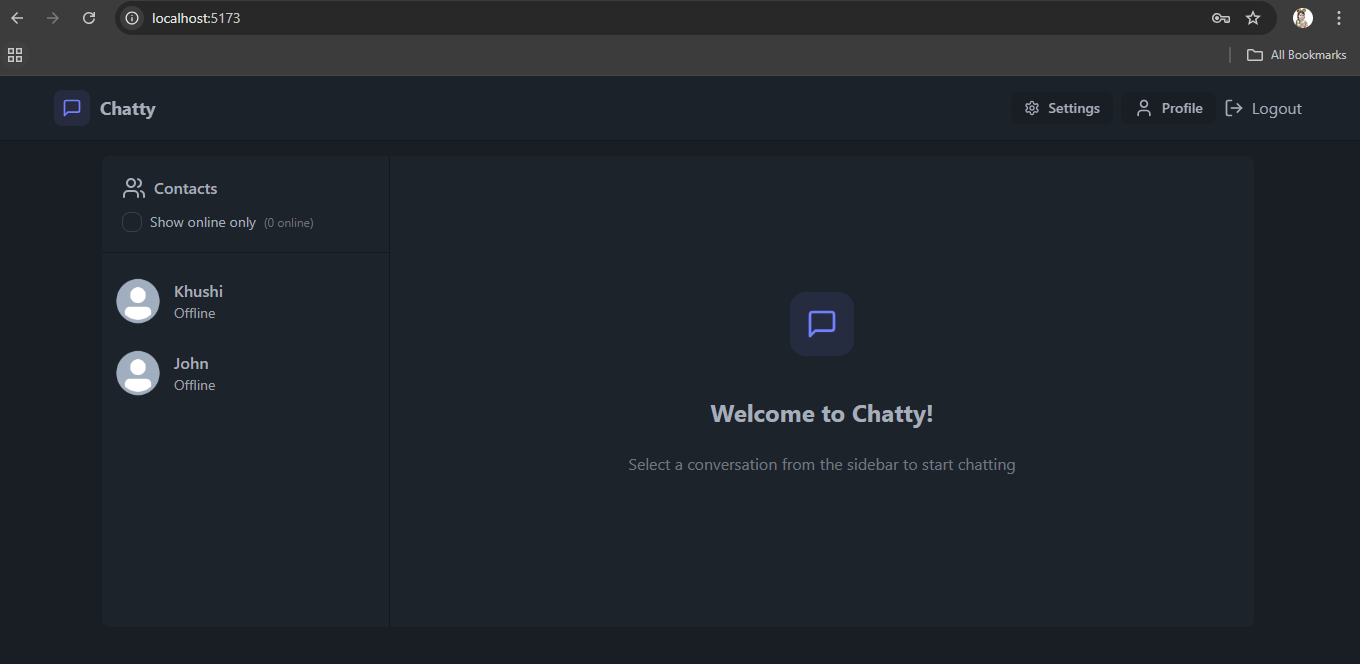 localhost:5173
All Bookmarks
Chatty
Settings
Profile
Logout
Contacts
Show online only (0 online)
Khushi
Offline
John
Offline
Welcome to Chatty!
Select a conversation from the sidebar to start chatting